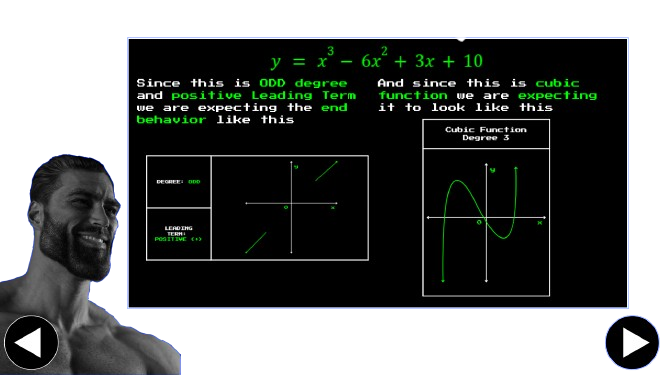 y = x³ − 6x² + 3x + 10
Since this is ODD degree
and positive Leading Term
we are expecting the end
behavior like this
And since this is cubic
function we are expecting
it to look like this
DEGREE: ODD
LEADING
TERM:
POSITIVE (+)
y
0
x
Cubic Function
Degree 3
y
0
x